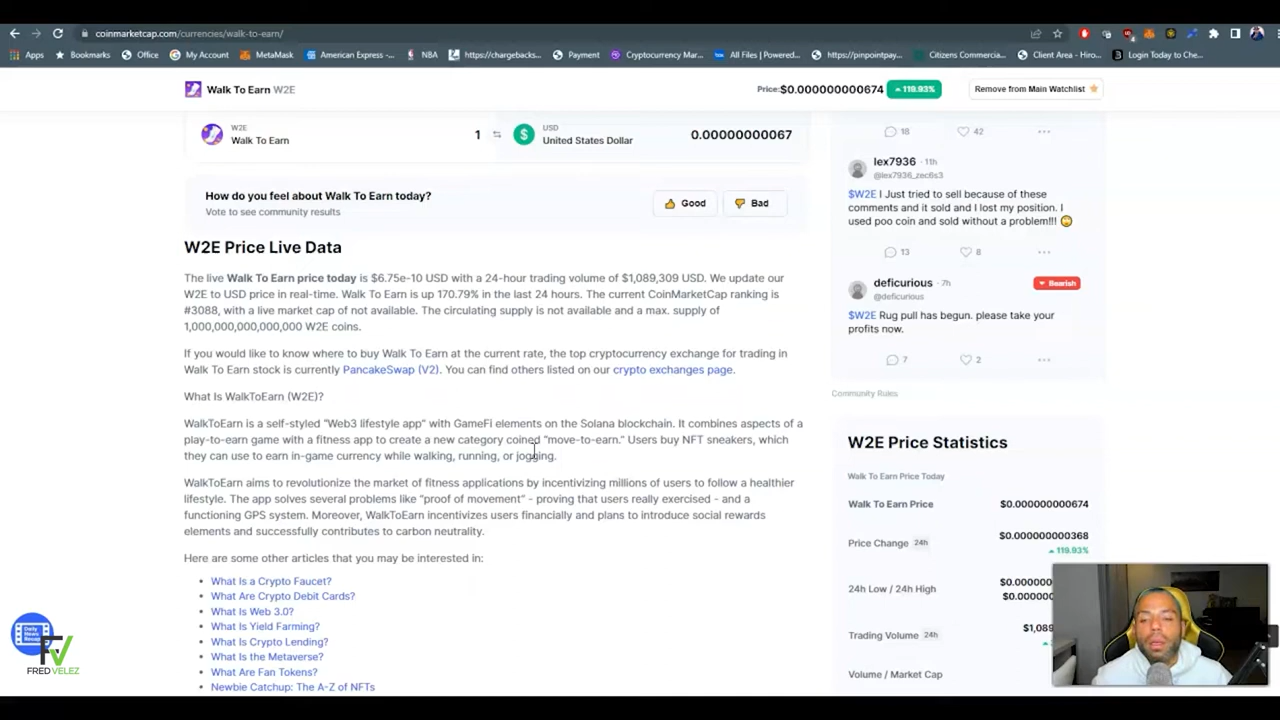 coinmarketcap.com/currencies/walk-to-earn/
Apps Bookmarks Office My Account MetaMask American Express -... NBA https://chargebacks... Payment Cryptocurrency Mar... All Files | Powered... https://pinpointpay... Citizens Commercia... Client Area - Hiro... Login Today to Che...
Walk To Earn W2E
Price:$0.000000000674 119.93%
Remove from Main Watchlist
W2E
Walk To Earn
1
USD
United States Dollar
0.00000000067
How do you feel about Walk To Earn today?
Vote to see community results
Good
Bad
W2E Price Live Data
The live Walk To Earn price today is $6.75e-10 USD with a 24-hour trading volume of $1,089,309 USD. We update our
W2E to USD price in real-time. Walk To Earn is up 170.79% in the last 24 hours. The current CoinMarketCap ranking is
#3088, with a live market cap of not available. The circulating supply is not available and a max. supply of
1,000,000,000,000,000 W2E coins.
If you would like to know where to buy Walk To Earn at the current rate, the top cryptocurrency exchange for trading in
Walk To Earn stock is currently PancakeSwap (V2). You can find others listed on our crypto exchanges page.
What Is WalkToEarn (W2E)?
WalkToEarn is a self-styled “Web3 lifestyle app” with GameFi elements on the Solana blockchain. It combines aspects of a
play-to-earn game with a fitness app to create a new category coined “move-to-earn.” Users buy NFT sneakers, which
they can use to earn in-game currency while walking, running, or jogging.
WalkToEarn aims to revolutionize the market of fitness applications by incentivizing millions of users to follow a healthier
lifestyle. The app solves several problems like “proof of movement” - proving that users really exercised - and a
functioning GPS system. Moreover, WalkToEarn incentivizes users financially and plans to introduce social rewards
elements and successfully contributes to carbon neutrality.
Here are some other articles that you may be interested in:
• What Is a Crypto Faucet?
• What Are Crypto Debit Cards?
• What Is Web 3.0?
• What Is Yield Farming?
• What Is Crypto Lending?
• What Is the Metaverse?
• What Are Fan Tokens?
• Newbie Catchup: The A-Z of NFTs
18 42
lex7936 · 11h
@lex7936_zec6s3
$W2E I Just tried to sell because of these
comments and it sold and I lost my position. I
used poo coin and sold without a problem!!!
13 8
deficurious · 7h
Bearish
@deficurious
$W2E Rug pull has begun. please take your
profits now.
7 2
Community Rules
W2E Price Statistics
Walk To Earn Price Today
Walk To Earn Price $0.000000000674
Price Change 24h
$0.000000000368
119.93%
24h Low / 24h High
Trading Volume 24h
Volume / Market Cap
Daily
News
Recap
FV
FRED VELEZ